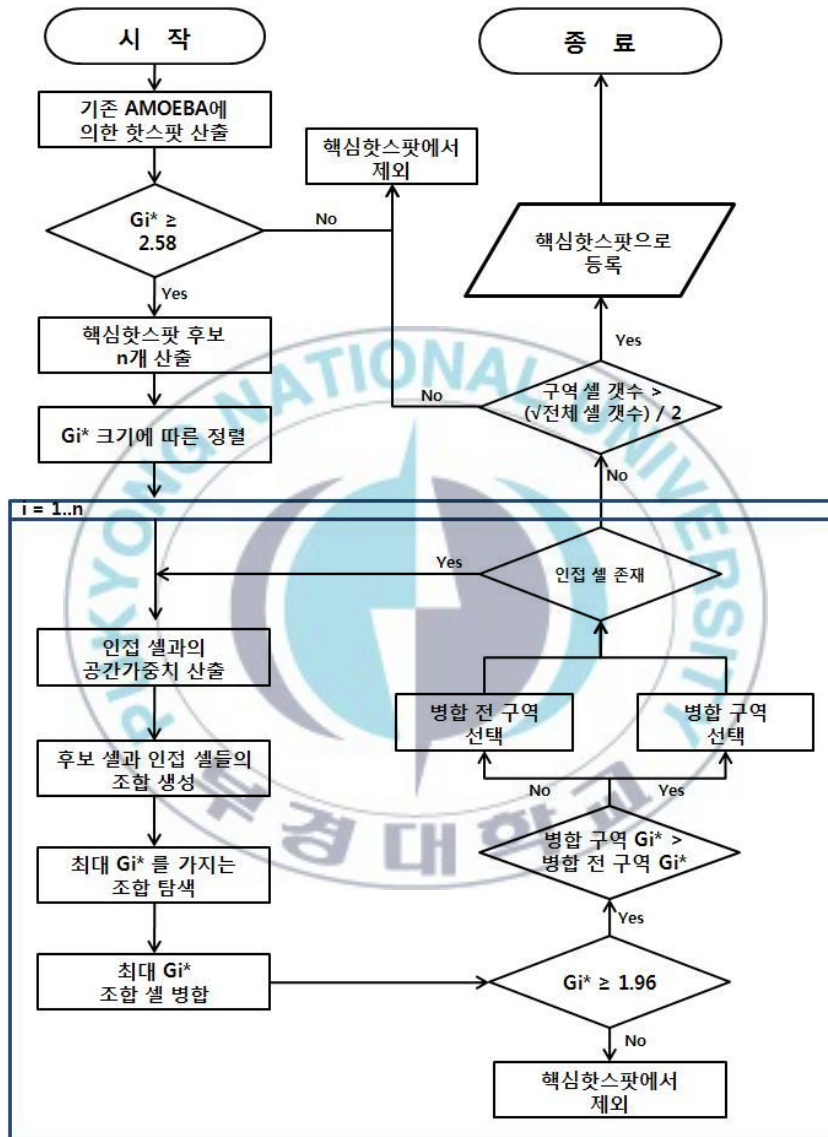 시 작
기존 AMOEBA에
의한 핫스팟 산출
Gi* ≥
2.58
No
Yes
핵심핫스팟에서
제외
핵심핫스팟 후보
n개 산출
Gi* 크기에 따른 정렬
i = 1..n
인접 셀과의
공간가중치 산출
후보 셀과 인접 셀들의
조합 생성
최대 Gi* 를 가지는
조합 탐색
최대 Gi*
조합 셀 병합
Gi* ≥ 1.96
No
핵심핫스팟에서
제외
Yes
병합 구역 Gi* >
병합 전 구역 Gi*
No
Yes
병합 전 구역
선택
병합 구역
선택
인접 셀 존재
Yes
No
구역 셀 갯수 >
(√전체 셀 갯수) / 2
No
Yes
핵심핫스팟으로
등록
종 료
PUKYONG NATIONAL UNIVERSITY
부경대학교